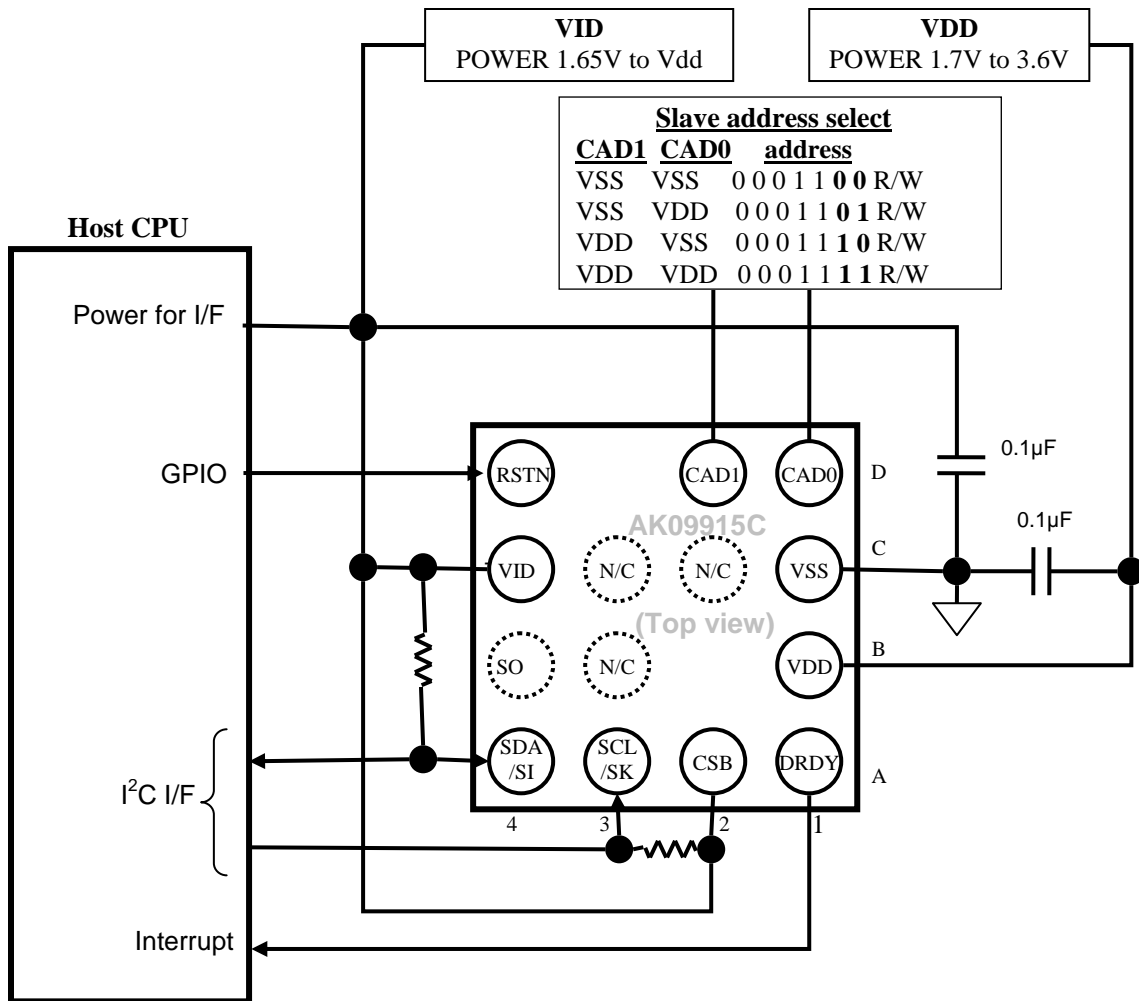 VID
POWER 1.65V to Vdd
VDD
POWER 1.7V to 3.6V
Slave address select
CAD1 CAD0 address
VSS VSS 0 0 0 1 1 0 0 R/W
VSS VDD 0 0 0 1 1 0 1 R/W
VDD VSS 0 0 0 1 1 1 0 R/W
VDD VDD 0 0 0 1 1 1 1 R/W
Host CPU
Power for I/F
GPIO
I²C I/F
Interrupt
RSTN
CAD1
CAD0
D
AK09915C
VID
N/C
N/C
VSS
C
(Top view)
SO
N/C
VDD
B
SDA
/SI
SCL
/SK
CSB
DRDY
A
4
3
2
1
0.1µF
0.1µF